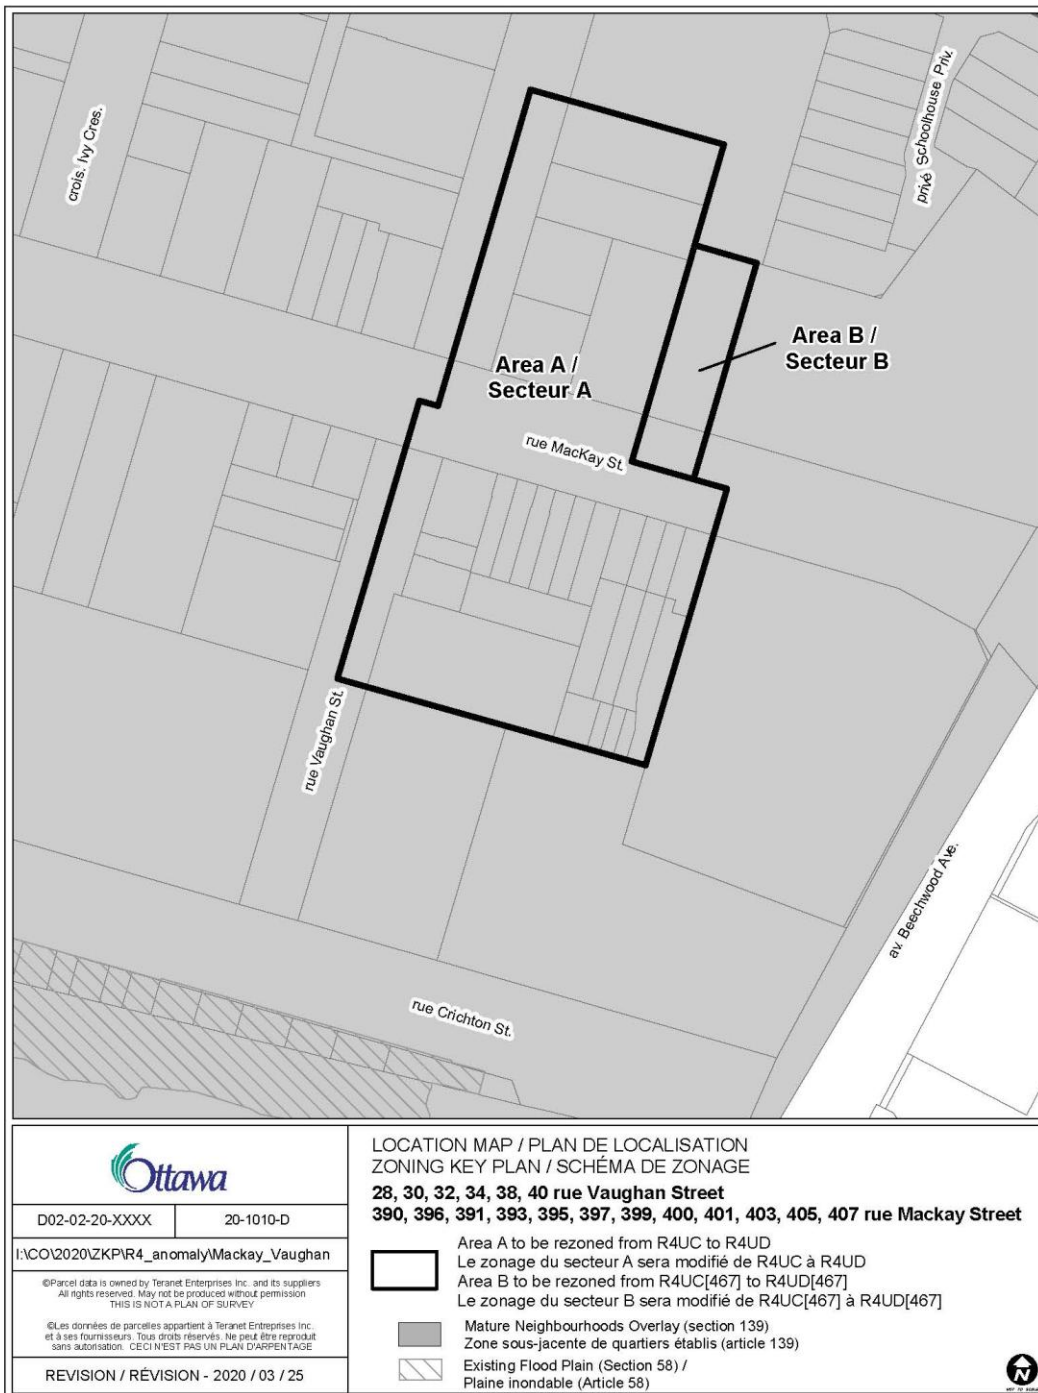 crois. Ivy Cres.
privé Schoolhouse Priv.
Area A /
Secteur A
Area B /
Secteur B
rue MacKay St.
rue Vaughan St.
av. Beechwood Ave.
rue Crichton St.
Ottawa
D02-02-20-XXXX
20-1010-D
I:\CO\2020\ZKP\R4_anomaly\Mackay_Vaughan
©Parcel data is owned by Teranet Enterprises Inc. and its suppliers
All rights reserved. May not be produced without permission
THIS IS NOT A PLAN OF SURVEY
©Les données de parcelles appartient à Teranet Enterprises Inc.
et à ses fournisseurs. Tous droits réservés. Ne peut être reproduit
sans autorisation. CECI N'EST PAS UN PLAN D'ARPENTAGE
REVISION / RÉVISION - 2020 / 03 / 25
LOCATION MAP / PLAN DE LOCALISATION
ZONING KEY PLAN / SCHÉMA DE ZONAGE
28, 30, 32, 34, 38, 40 rue Vaughan Street
390, 396, 391, 393, 395, 397, 399, 400, 401, 403, 405, 407 rue Mackay Street
Area A to be rezoned from R4UC to R4UD
Le zonage du secteur A sera modifié de R4UC à R4UD
Area B to be rezoned from R4UC[467] to R4UD[467]
Le zonage du secteur B sera modifié de R4UC[467] à R4UD[467]
Mature Neighbourhoods Overlay (section 139)
Zone sous-jacente de quartiers établis (article 139)
Existing Flood Plain (Section 58) /
Plaine inondable (Article 58)
N
NOT TO SCALE